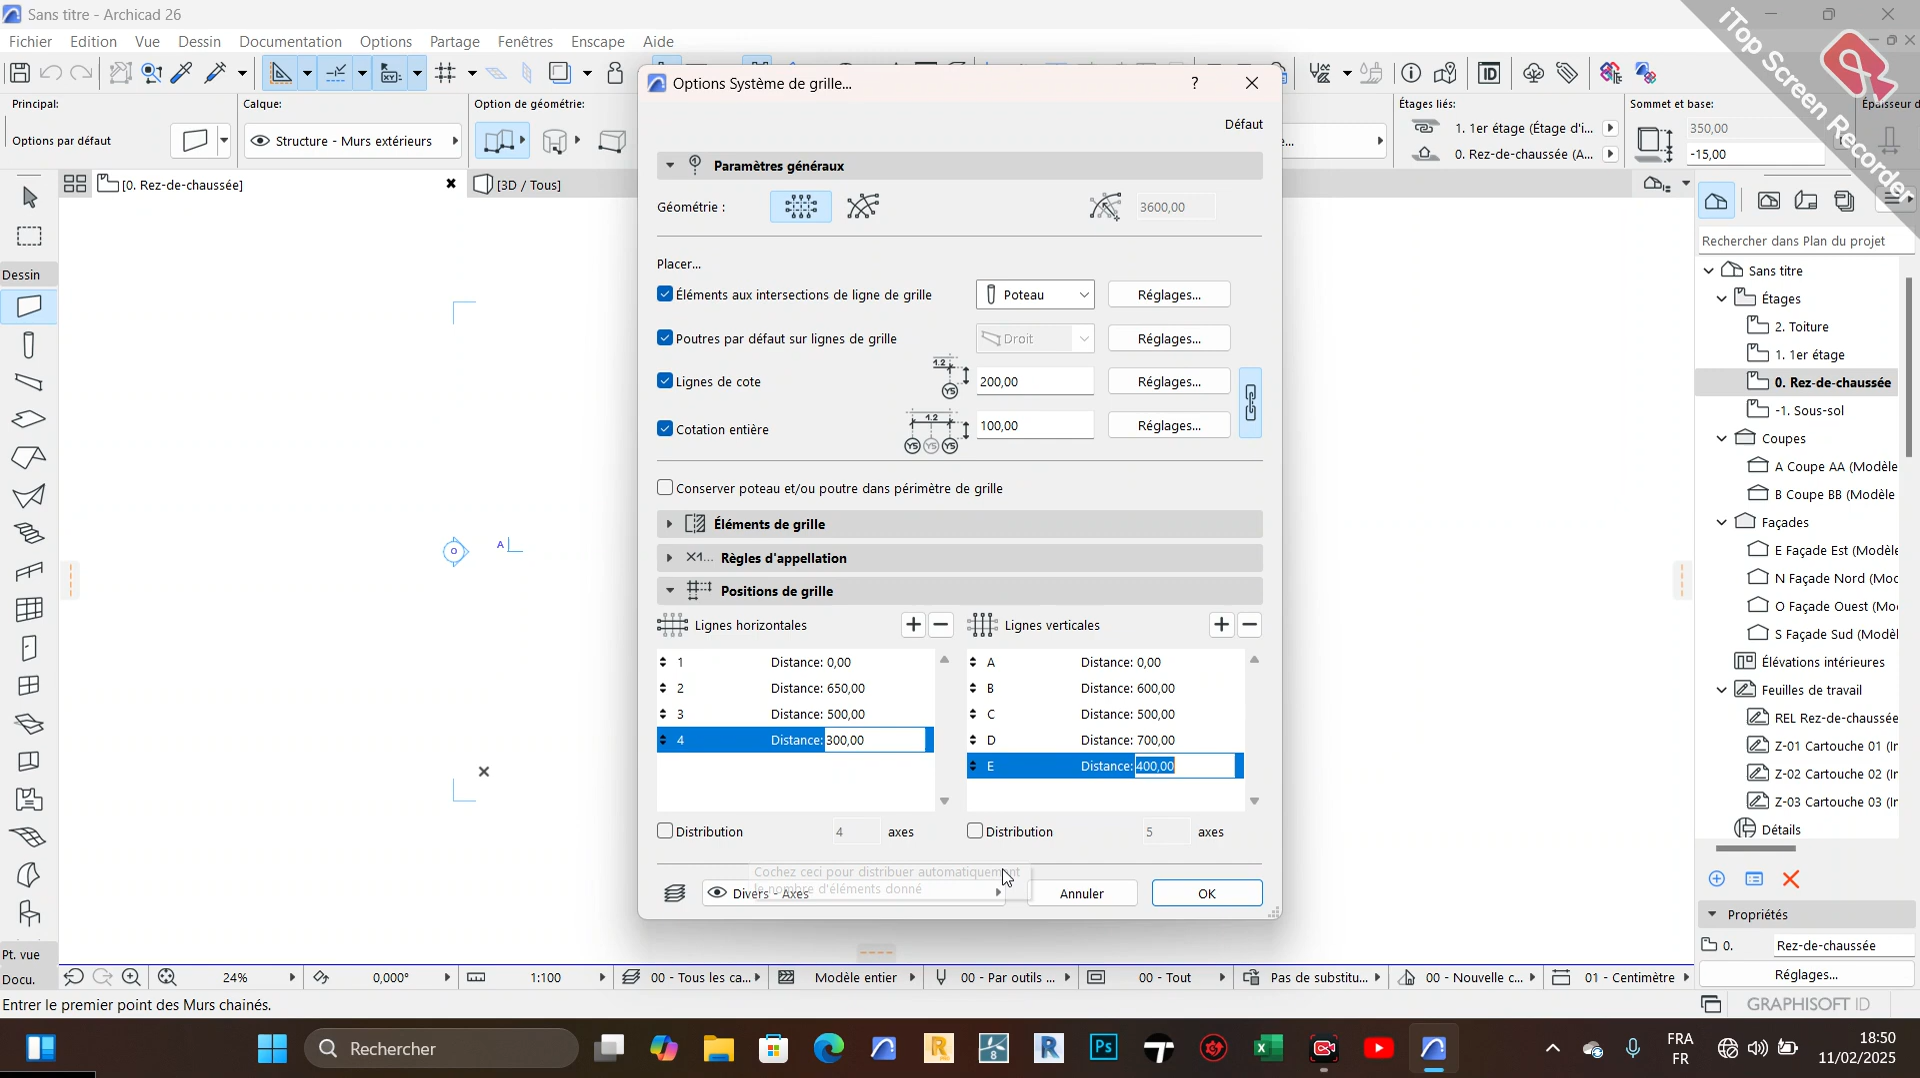 Sans titre - Archicad 26
Fichier Edition Vue Dessin Documentation Options Partage Fenêtres Enscape Aide
iTop Screen Recorder
Principal: Calque: Option de géométrie: Étages liés: Sommet et base: Épaisseur d
Options par défaut Structure - Murs extérieurs 1. 1er étage (Étage d'i... 350,00
0. Rez-de-chaussée (A... -15,00
[0. Rez-de-chaussée] [3D / Tous]
Options Système de grille... ?
Défaut
Paramètres généraux
Géométrie : 3600,00
Placer...
Éléments aux intersections de ligne de grille Poteau Réglages...
Poutres par défaut sur lignes de grille Droit Réglages...
Lignes de cote 200,00 Réglages...
Cotation entière 100,00 Réglages...
Conserver poteau et/ou poutre dans périmètre de grille
Éléments de grille
Règles d'appellation
Positions de grille
Lignes horizontales Lignes verticales
1 Distance: 0,00 A Distance: 0,00
2 Distance: 650,00 B Distance: 600,00
3 Distance: 500,00 C Distance: 500,00
4 Distance: 300,00 D Distance: 700,00
E Distance: 400,00
Distribution 4 axes Distribution 5 axes
Cochez ceci pour distribuer automatiquement
le nombre d'éléments donné
Divers - Axes Annuler OK
Dessin
Pt. vue
Docu.
O A
Rechercher dans Plan du projet
Sans titre
Étages
2. Toiture
1. 1er étage
0. Rez-de-chaussée
-1. Sous-sol
Coupes
A Coupe AA (Modèle
B Coupe BB (Modèle
Façades
E Façade Est (Modèle
N Façade Nord (Moc
O Façade Ouest (Mo
S Façade Sud (Modèl
Élévations intérieures
Feuilles de travail
REL Rez-de-chaussée
Z-01 Cartouche 01 (In
Z-02 Cartouche 02 (In
Z-03 Cartouche 03 (In
Détails
Propriétés
0. Rez-de-chaussée
Réglages...
24% 0,000° 1:100 00 - Tous les ca... Modèle entier 00 - Par outils ... 00 - Tout Pas de substitu... 00 - Nouvelle c... 01 - Centimètre
Entrer le premier point des Murs chainés. GRAPHISOFT ID
Rechercher
FRA
FR
18:50
11/02/2025